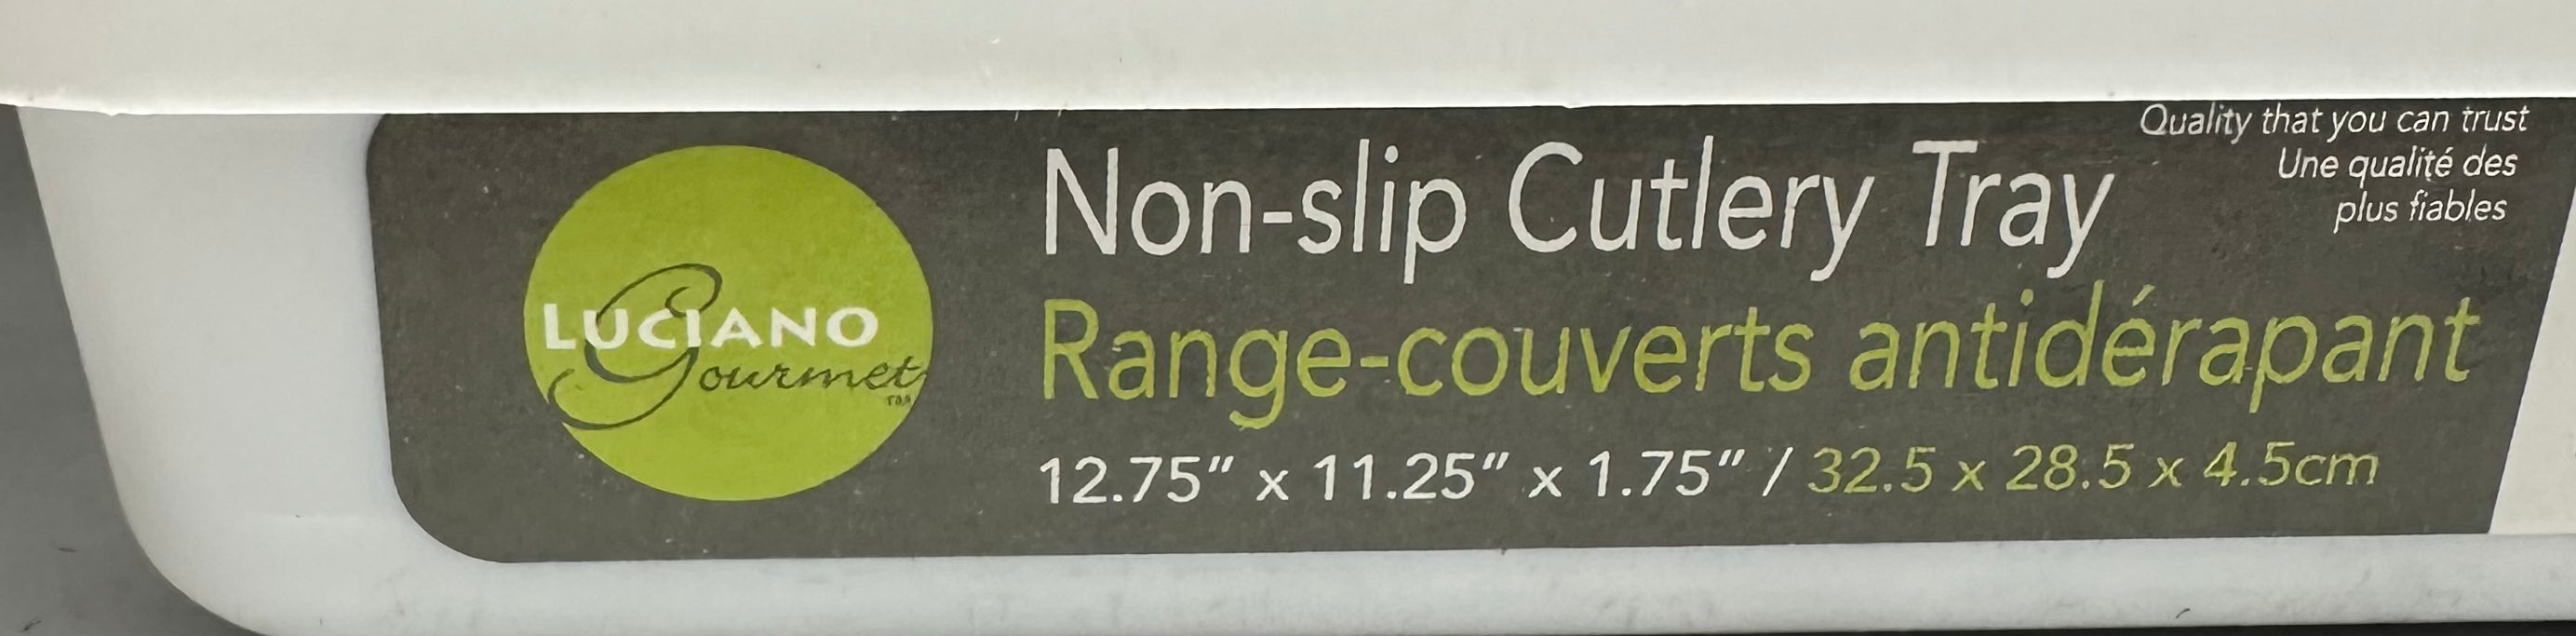 LUCIANO
Gourmet
Non-slip Cutlery Tray
Range-couverts antidérapant
12.75" x 11.25" x 1.75" / 32.5 x 28.5 x 4.5cm
Quality that you can trust
Une qualité des
plus fiables